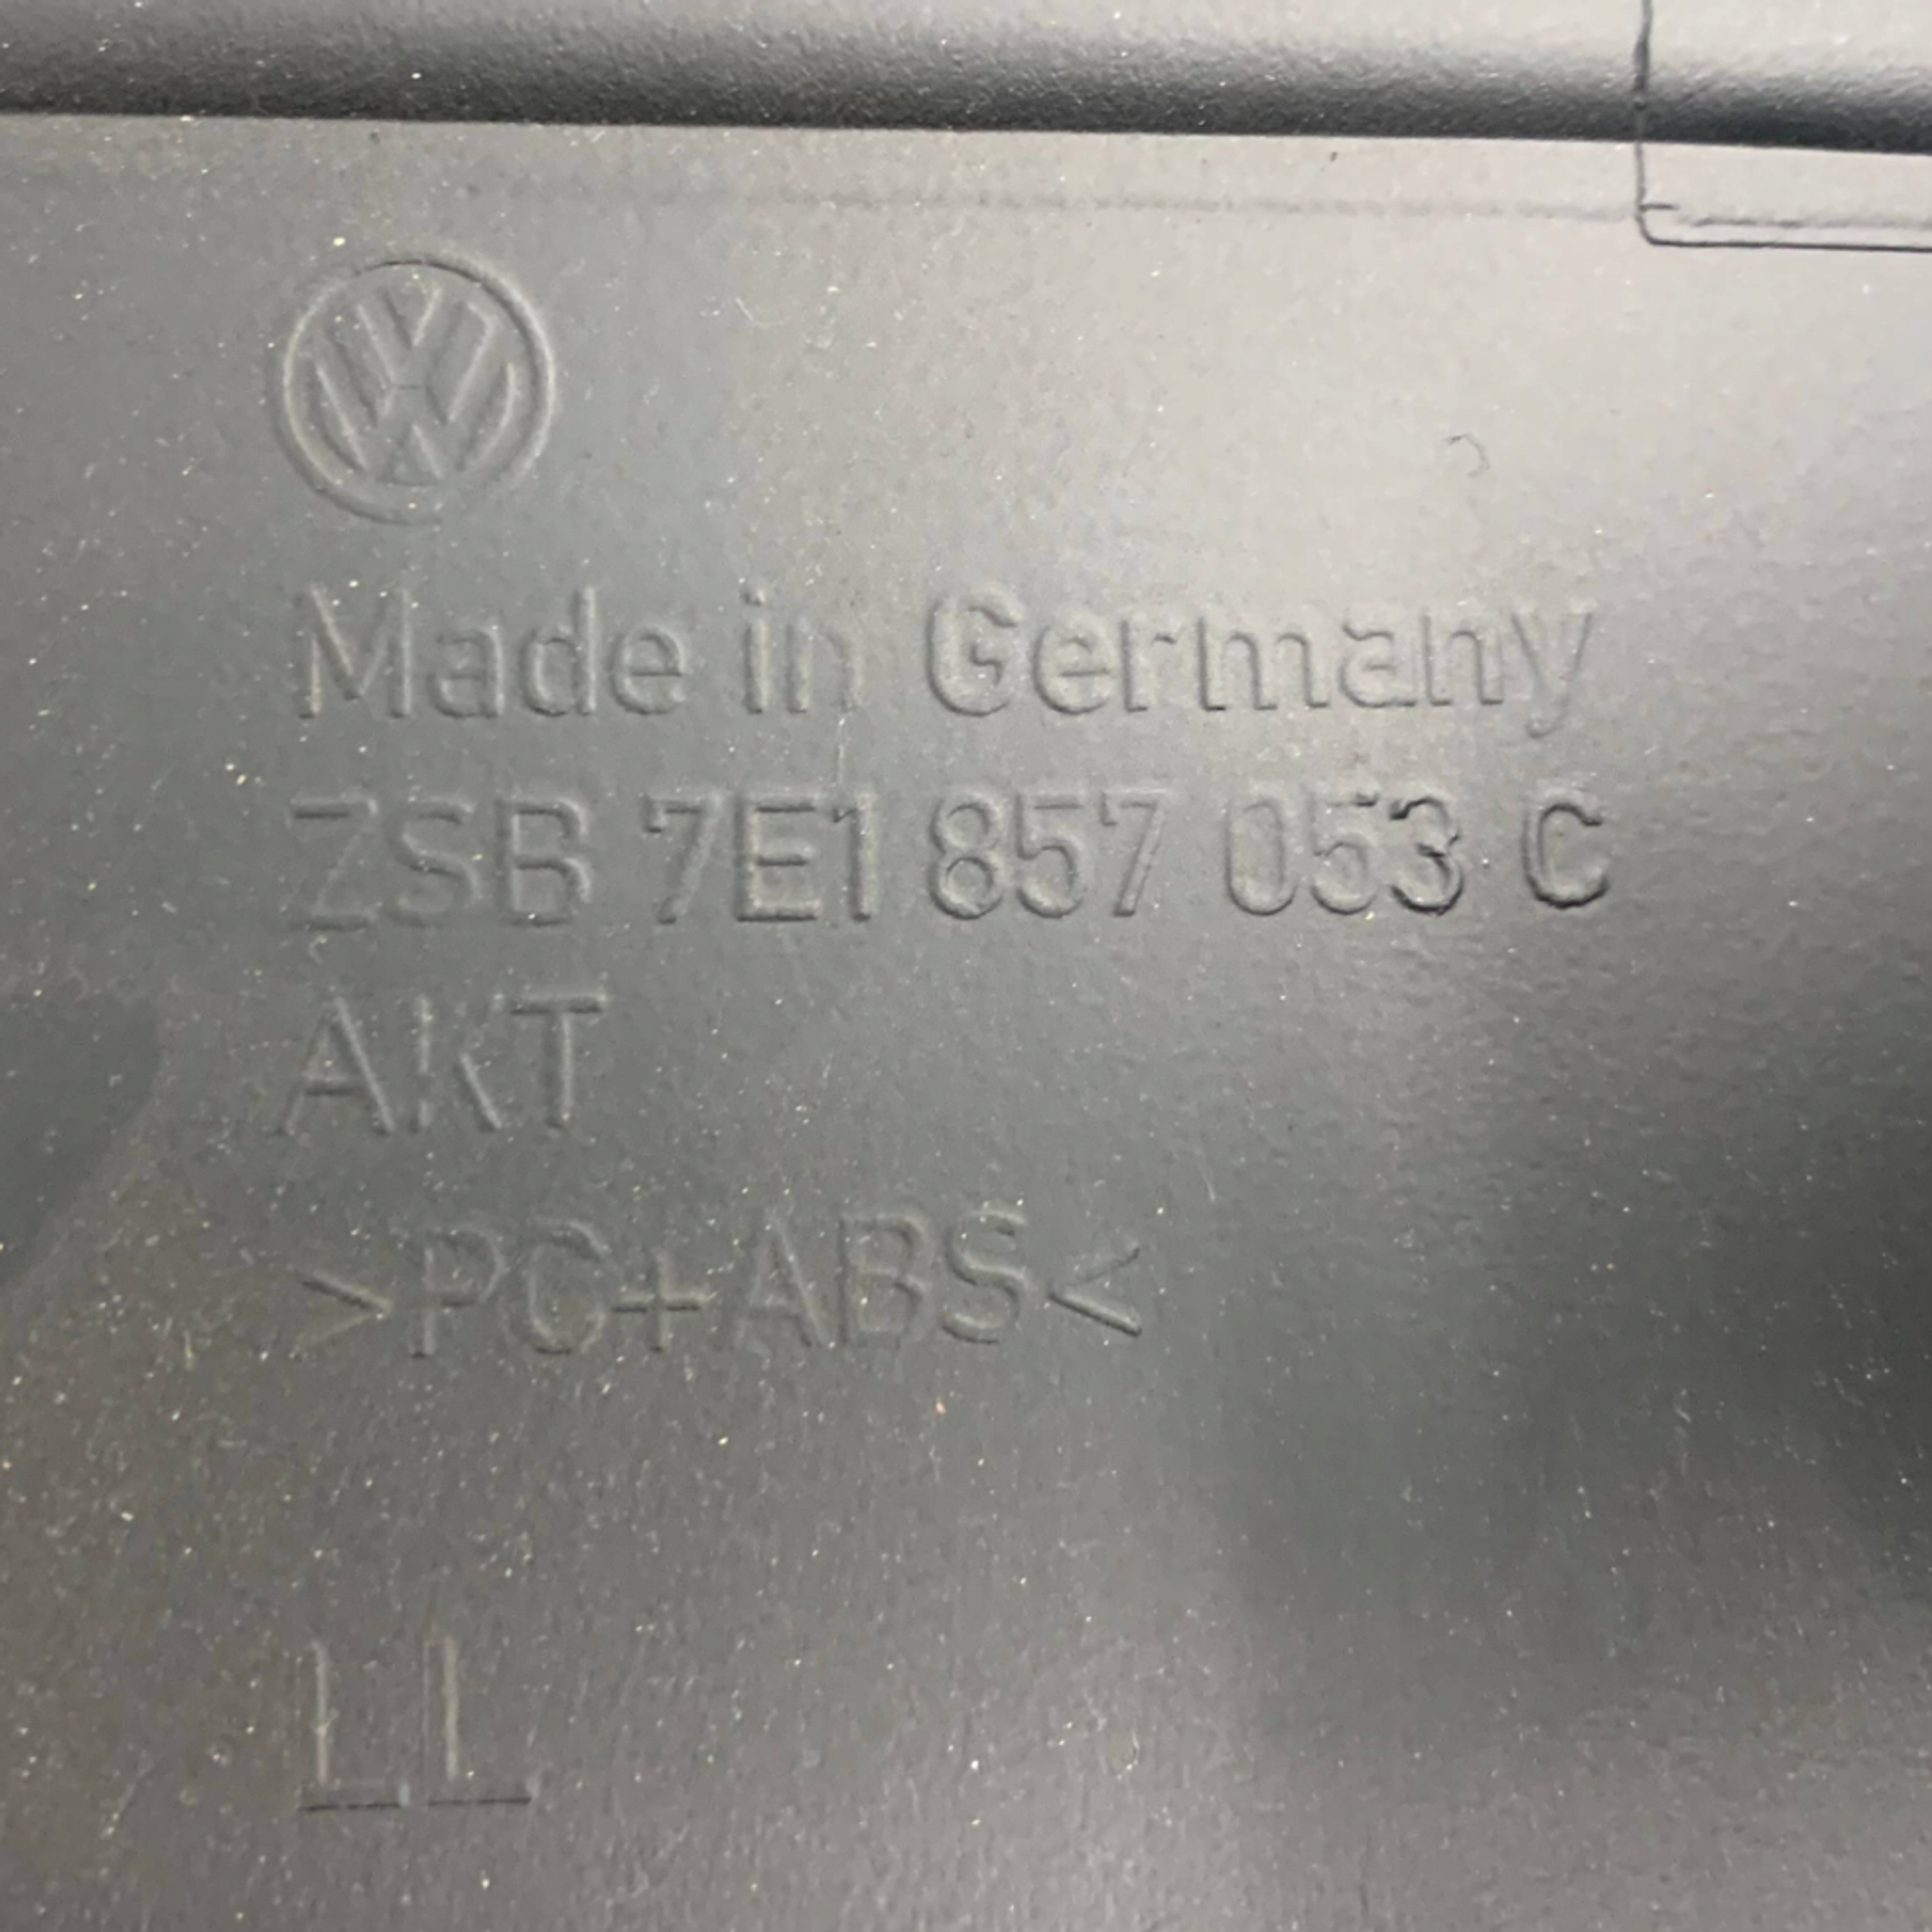 Made in Germany
ZSB 7E1 857 053 C
AKT
>PC+ABS<
LL